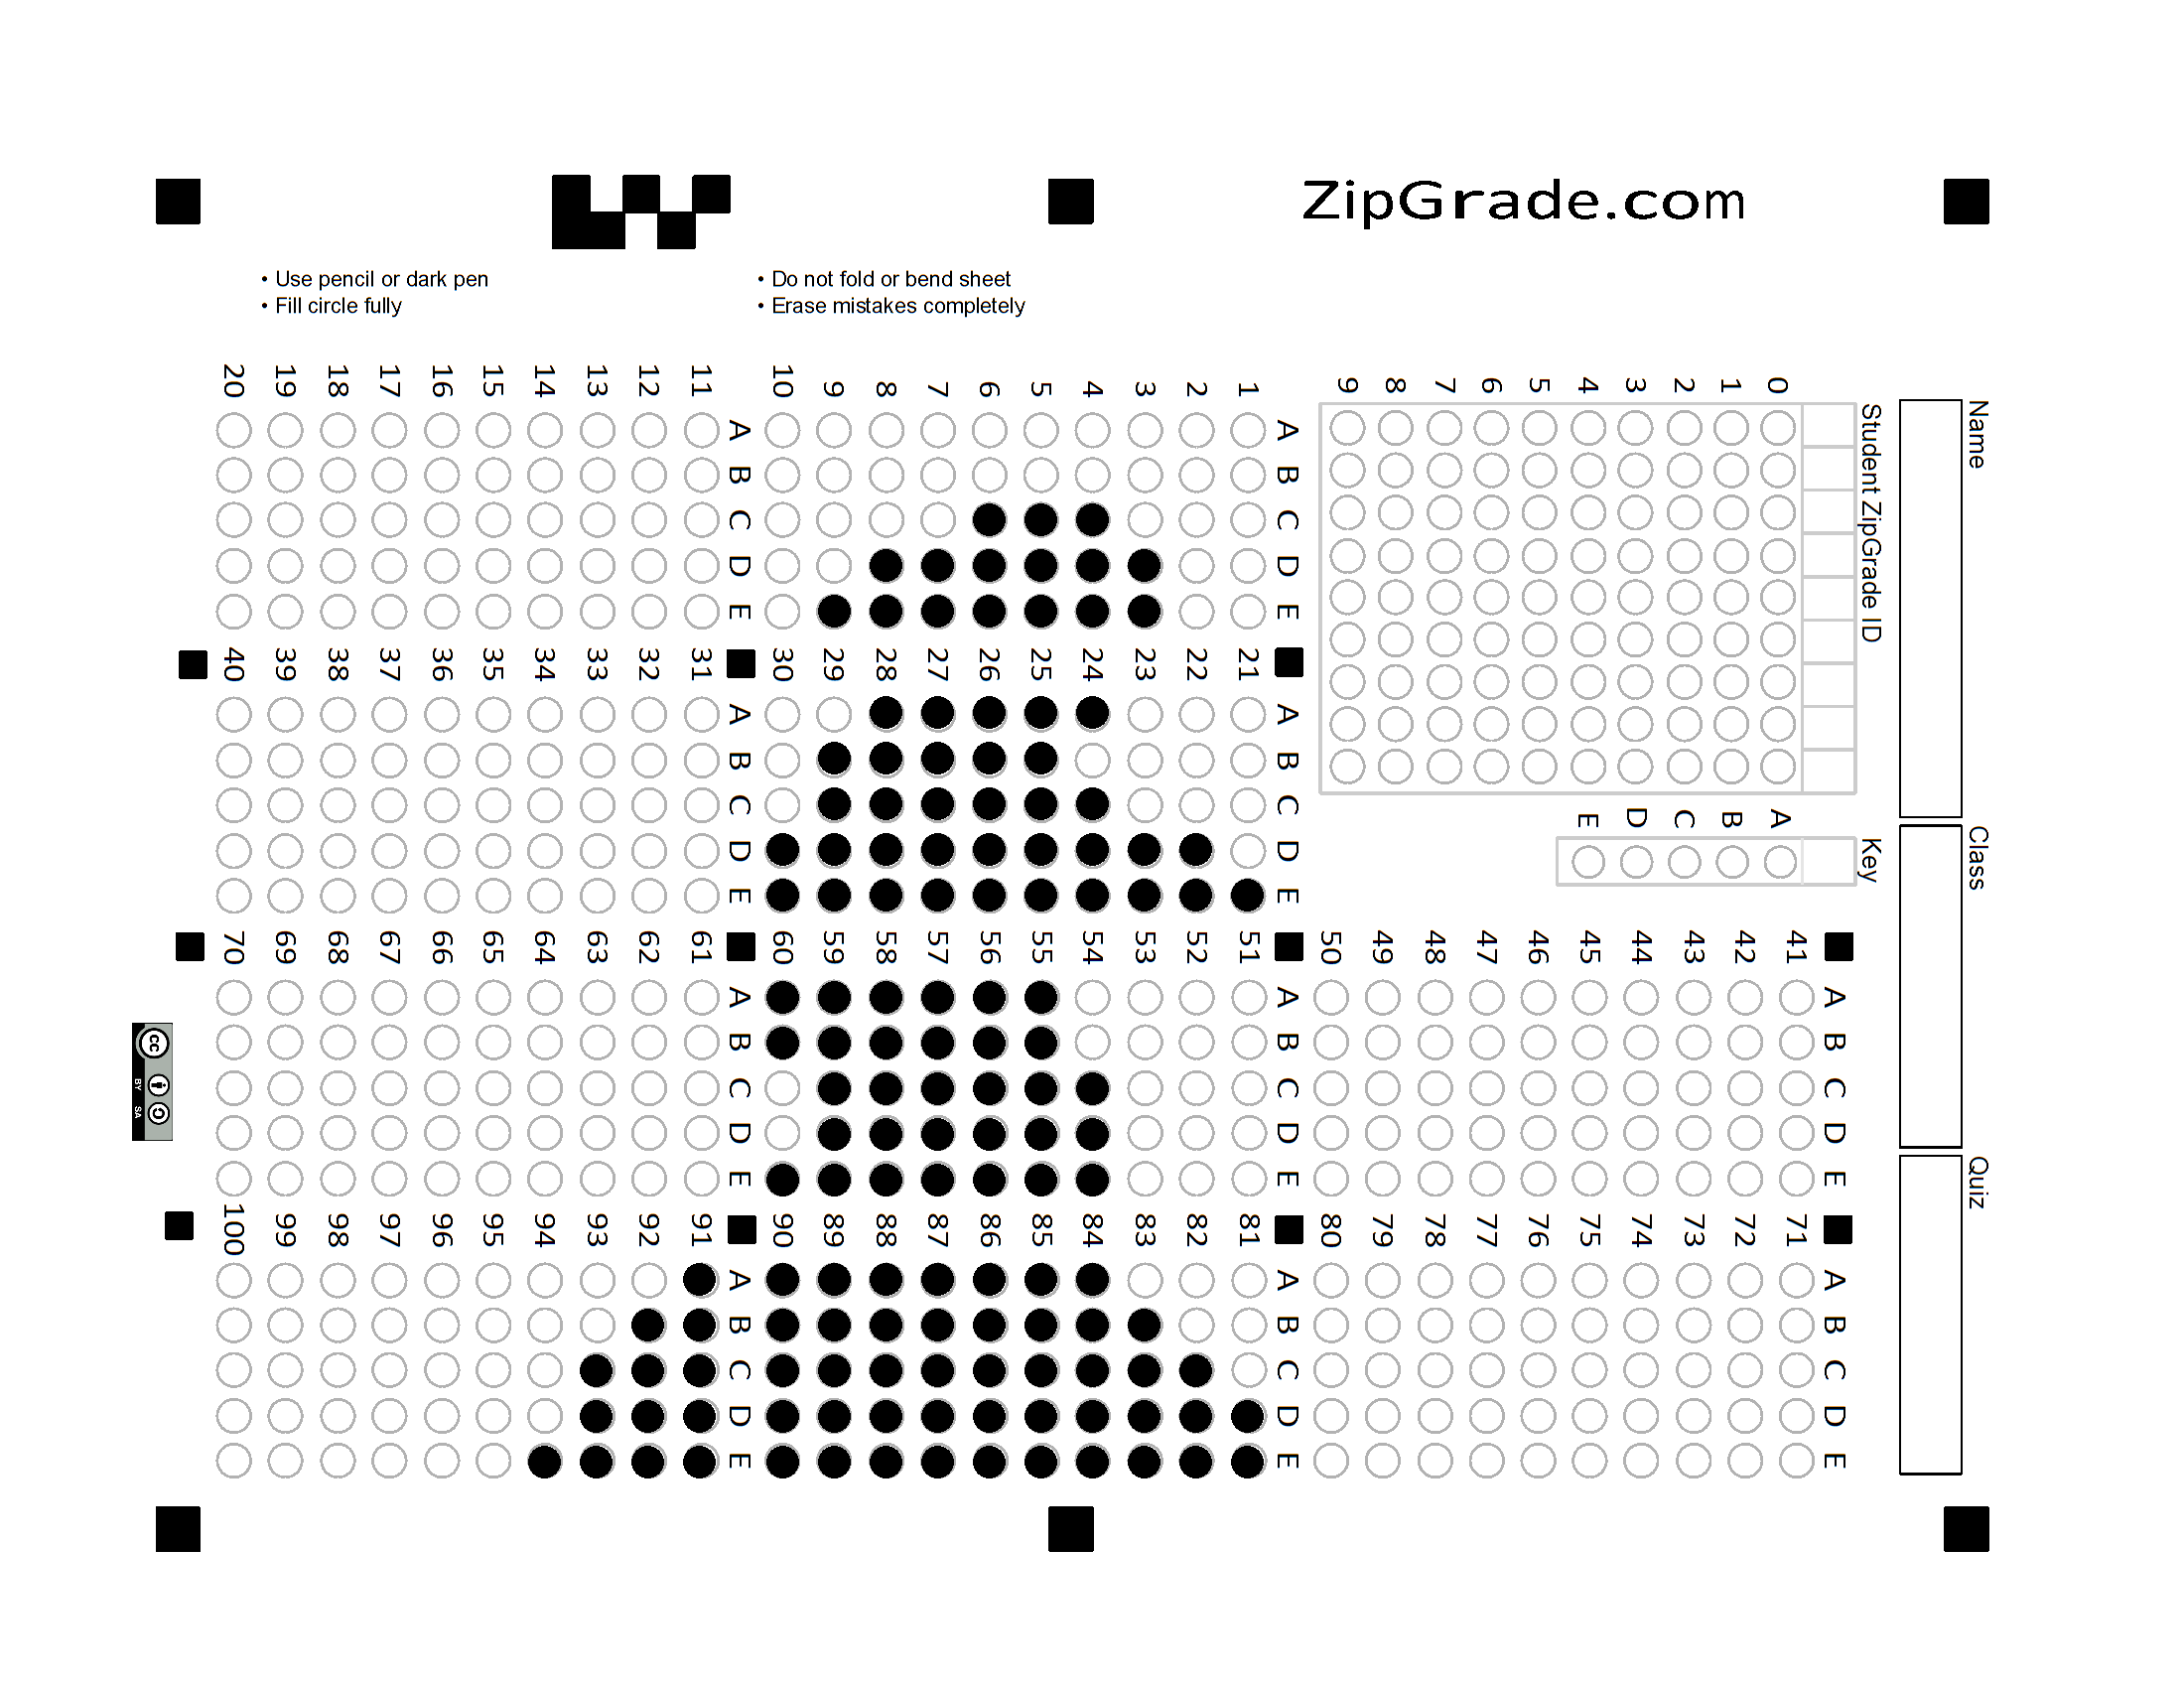 ZipGrade.com
• Use pencil or dark pen
• Fill circle fully
• Do not fold or bend sheet
• Erase mistakes completely
Name
Class
Quiz
Student ZipGrade ID
0 1 2 3 4 5 6 7 8 9
Key
A B C D E
1 2 3 4 5 6 7 8 9 10
A B C D E
11 12 13 14 15 16 17 18 19 20
A B C D E
21 22 23 24 25 26 27 28 29 30
A B C D E
31 32 33 34 35 36 37 38 39 40
A B C D E
41 42 43 44 45 46 47 48 49 50
A B C D E
51 52 53 54 55 56 57 58 59 60
A B C D E
61 62 63 64 65 66 67 68 69 70
A B C D E
71 72 73 74 75 76 77 78 79 80
A B C D E
81 82 83 84 85 86 87 88 89 90
A B C D E
91 92 93 94 95 96 97 98 99 100
A B C D E
cc
BY SA